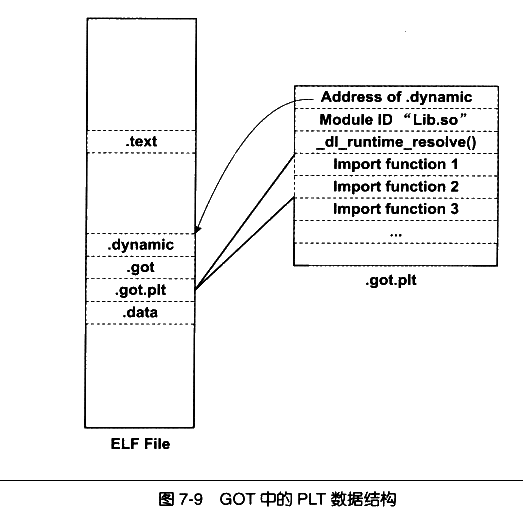 .text
.dynamic
.got
.got.plt
.data
ELF File
Address of .dynamic
Module ID “Lib.so”
_dl_runtime_resolve()
Import function 1
Import function 2
Import function 3
...
.got.plt
图 7-9 GOT 中的 PLT 数据结构